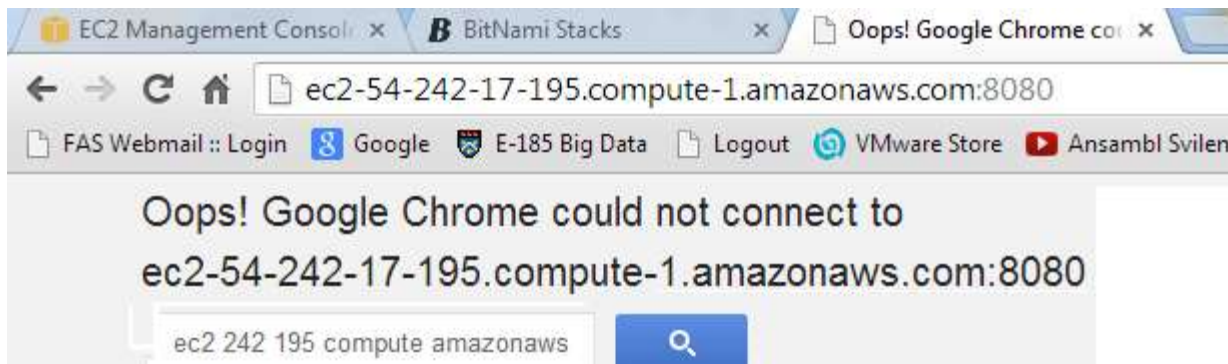 EC2 Management Consol BitNami Stacks Oops! Google Chrome co
ec2-54-242-17-195.compute-1.amazonaws.com:8080
FAS Webmail :: Login Google E-185 Big Data Logout VMware Store Ansambl Svilen
Oops! Google Chrome could not connect to
ec2-54-242-17-195.compute-1.amazonaws.com:8080
ec2 242 195 compute amazonaws